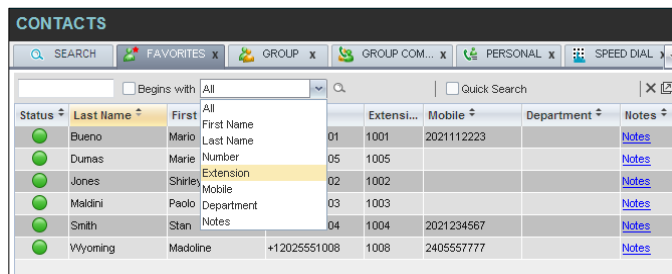 CONTACTS
SEARCH FAVORITES x GROUP x GROUP COM... x PERSONAL x SPEED DIAL
Begins with All Quick Search
Status Last Name First Extensi... Mobile Department Notes
All
First Name
Last Name
Number
Extension
Mobile
Department
Notes
Bueno Mario 01 1001 2021112223 Notes
Dumas Marie 05 1005 Notes
Jones Shirley 02 1002 Notes
Maldini Paolo 03 1003 Notes
Smith Stan 04 1004 2021234567 Notes
Wyoming Madoline +12025551008 1008 2405557777 Notes